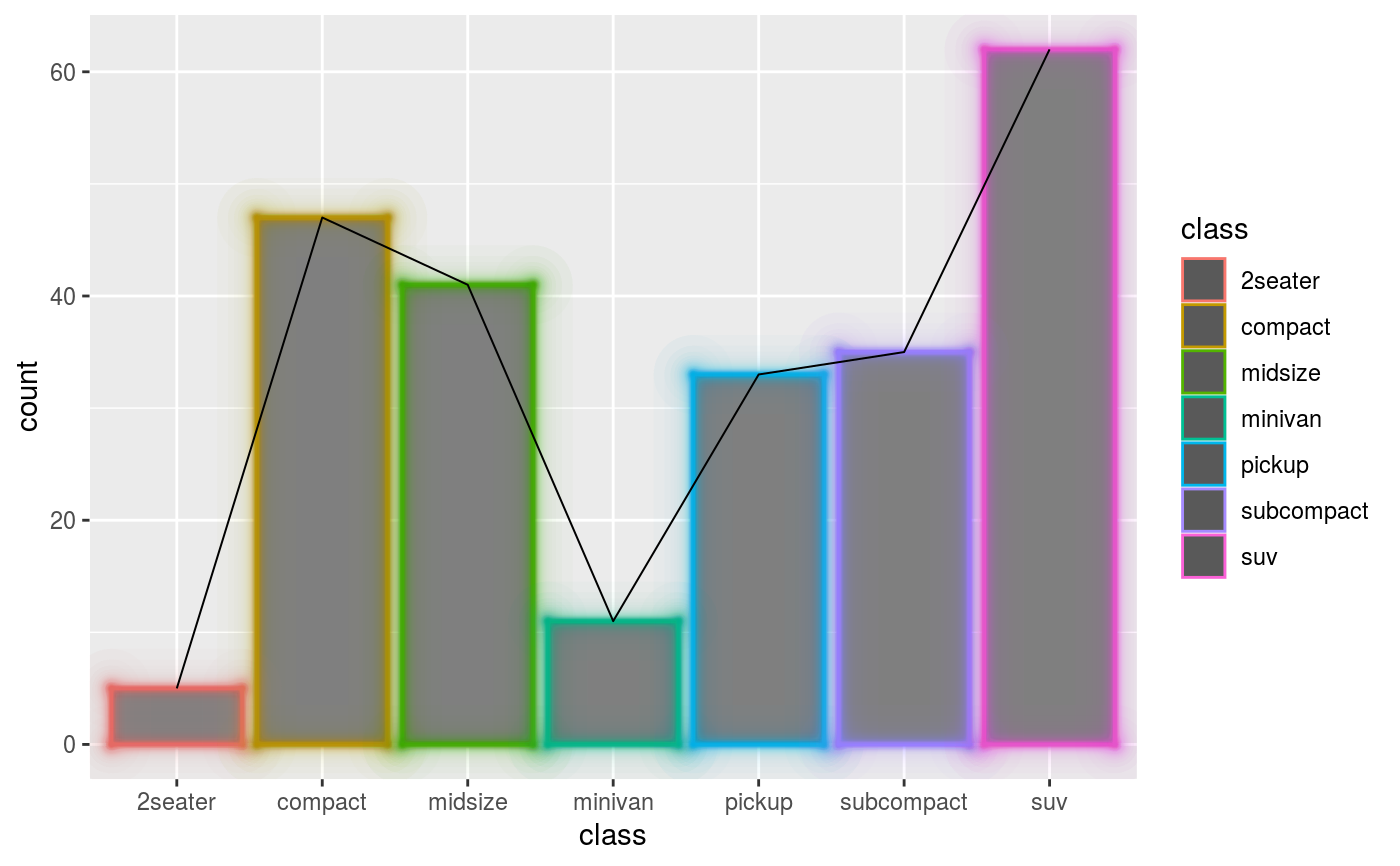 60
40
20
0
count
2seater compact midsize minivan pickup subcompact suv
class
class
2seater
compact
midsize
minivan
pickup
subcompact
suv